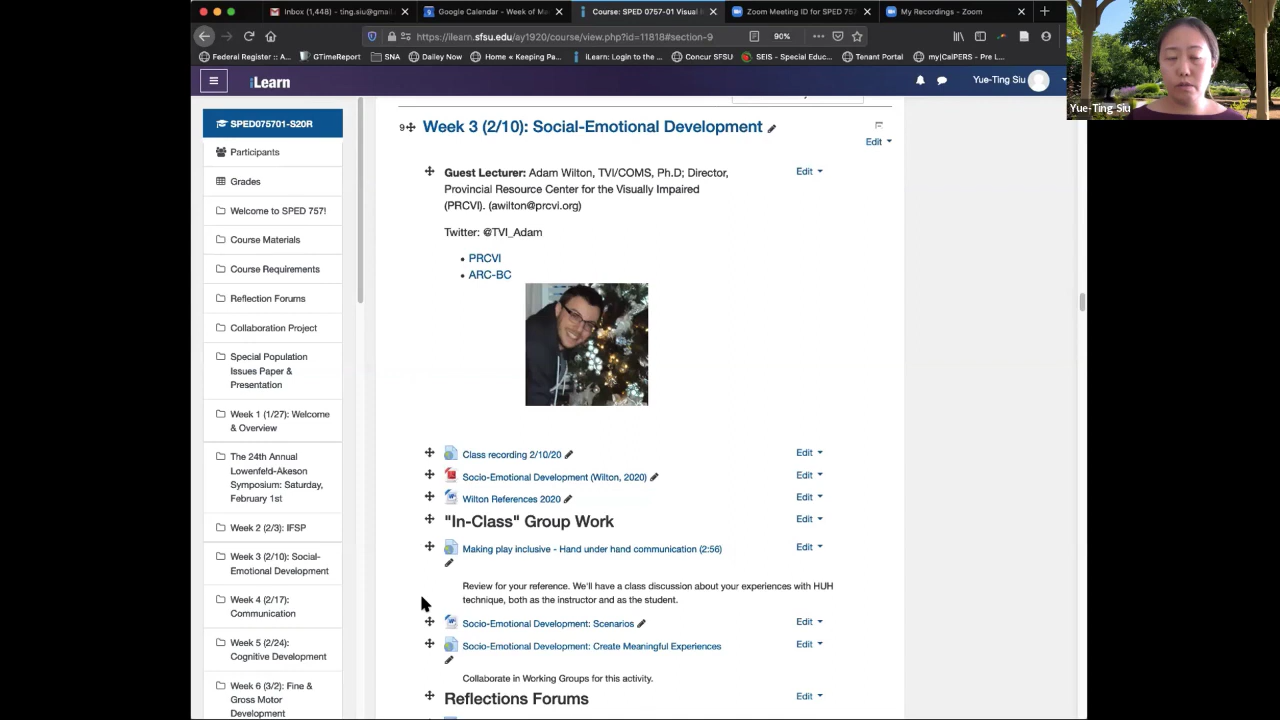 Inbox (1,448) - ting.siu@gmail
Google Calendar - Week of Ma
Course: SPED 0757-01 Visual
Zoom Meeting ID for SPED 757
My Recordings - Zoom
https://ilearn.sfsu.edu/ay1920/course/view.php?id=11818#section-9
90%
Federal Register :: A...
GTimeReport
SNA
Dailey Now
Home « Keeping Pa...
iLearn: Login to the ...
Concur SFSU
SEIS - Special Educ...
Tenant Portal
my|CalPERS - Pre L...
iLearn
Yue-Ting Siu
Yue-Ting Siu
SPED075701-S20R
Participants
Grades
Welcome to SPED 757!
Course Materials
Course Requirements
Reflection Forums
Collaboration Project
Special Population
Issues Paper &
Presentation
Week 1 (1/27): Welcome
& Overview
The 24th Annual
Lowenfeld-Akeson
Symposium: Saturday,
February 1st
Week 2 (2/3): IFSP
Week 3 (2/10): Social-
Emotional Development
Week 4 (2/17):
Communication
Week 5 (2/24):
Cognitive Development
Week 6 (3/2): Fine &
Gross Motor
Development
9
Week 3 (2/10): Social-Emotional Development
Edit
Guest Lecturer: Adam Wilton, TVI/COMS, Ph.D; Director,
Edit
Provincial Resource Center for the Visually Impaired
(PRCVI). (awilton@prcvi.org)
Twitter: @TVI_Adam
• PRCVI
• ARC-BC
Class recording 2/10/20
Edit
Socio-Emotional Development (Wilton, 2020)
Edit
Wilton References 2020
Edit
"In-Class" Group Work
Edit
Making play inclusive - Hand under hand communication (2:56)
Edit
Review for your reference. We'll have a class discussion about your experiences with HUH
technique, both as the instructor and as the student.
Socio-Emotional Development: Scenarios
Edit
Socio-Emotional Development: Create Meaningful Experiences
Edit
Collaborate in Working Groups for this activity.
Reflections Forums
Edit